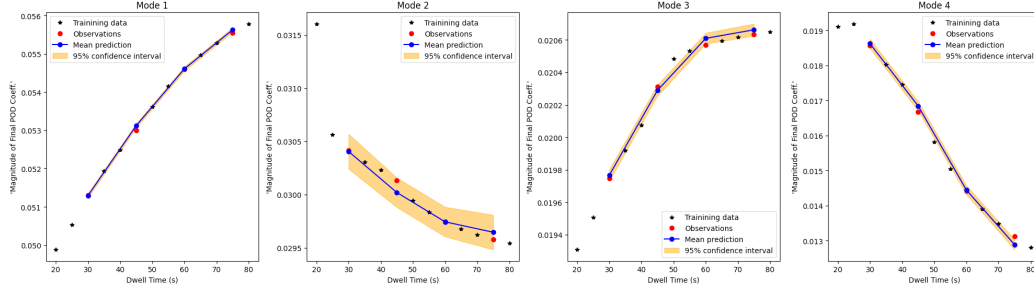 Mode 1
0.056
0.055
0.054
0.053
0.052
0.051
0.050
'Magnitude of Final POD Coeff.'
Trainining data
Observations
Mean prediction
95% confidence interval
20 30 40 50 60 70 80
Dwell Time (s)
Mode 2
0.0315
0.0310
0.0305
0.0300
0.0295
'Magnitude of Final POD Coeff.'
Trainining data
Observations
Mean prediction
95% confidence interval
20 30 40 50 60 70 80
Dwell Time (s)
Mode 3
0.0206
0.0204
0.0202
0.0200
0.0198
0.0196
0.0194
'Magnitude of Final POD Coeff.'
Trainining data
Observations
Mean prediction
95% confidence interval
20 30 40 50 60 70 80
Dwell Time (s)
Mode 4
0.019
0.018
0.017
0.016
0.015
0.014
0.013
'Magnitude of Final POD Coeff.'
Trainining data
Observations
Mean prediction
95% confidence interval
20 30 40 50 60 70 80
Dwell Time (s)